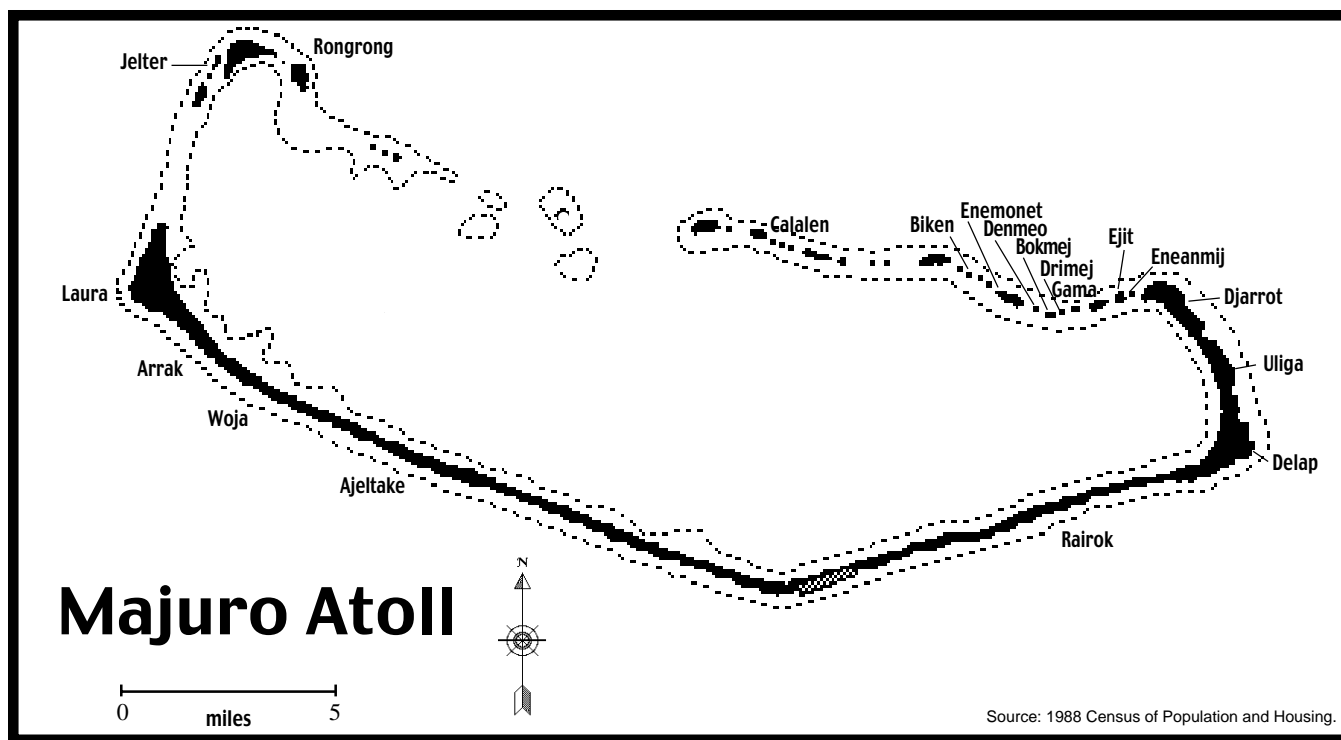 Rongrong
Jelter
Calalen
Enemonet
Biken
Denmeo
Bokmej
Ejit
Drimej
Eneanmij
Gama
Laura
Djarrot
Arrak
Uliga
Woja
Delap
Ajeltake
Rairok
N
Majuro Atoll
0 miles 5
Source: 1988 Census of Population and Housing.